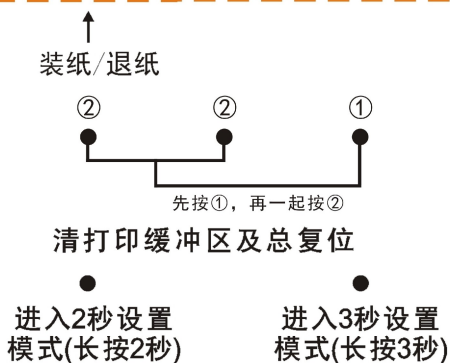 装纸/退纸
② ② ①
先按①，再一起按②
清打印缓冲区及总复位
进入2秒设置 进入3秒设置
模式(长按2秒) 模式(长按3秒)